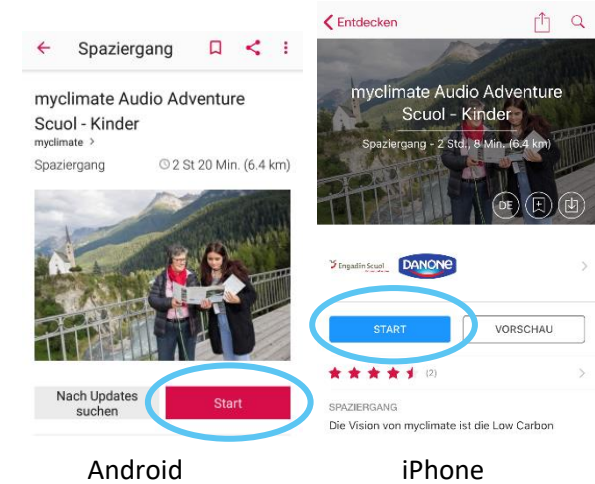 Spaziergang
myclimate Audio Adventure
Scuol - Kinder
myclimate >
Spaziergang 2 St 20 Min. (6.4 km)
Nach Updates
suchen
Start
Android
Entdecken
myclimate Audio Adventure
Scuol - Kinder
Spaziergang - 2 Std., 8 Min. (6.4 km)
DE
Engadin Scuol
DANONE
START
VORSCHAU
(2)
SPAZIERGANG
Die Vision von myclimate ist die Low Carbon
iPhone